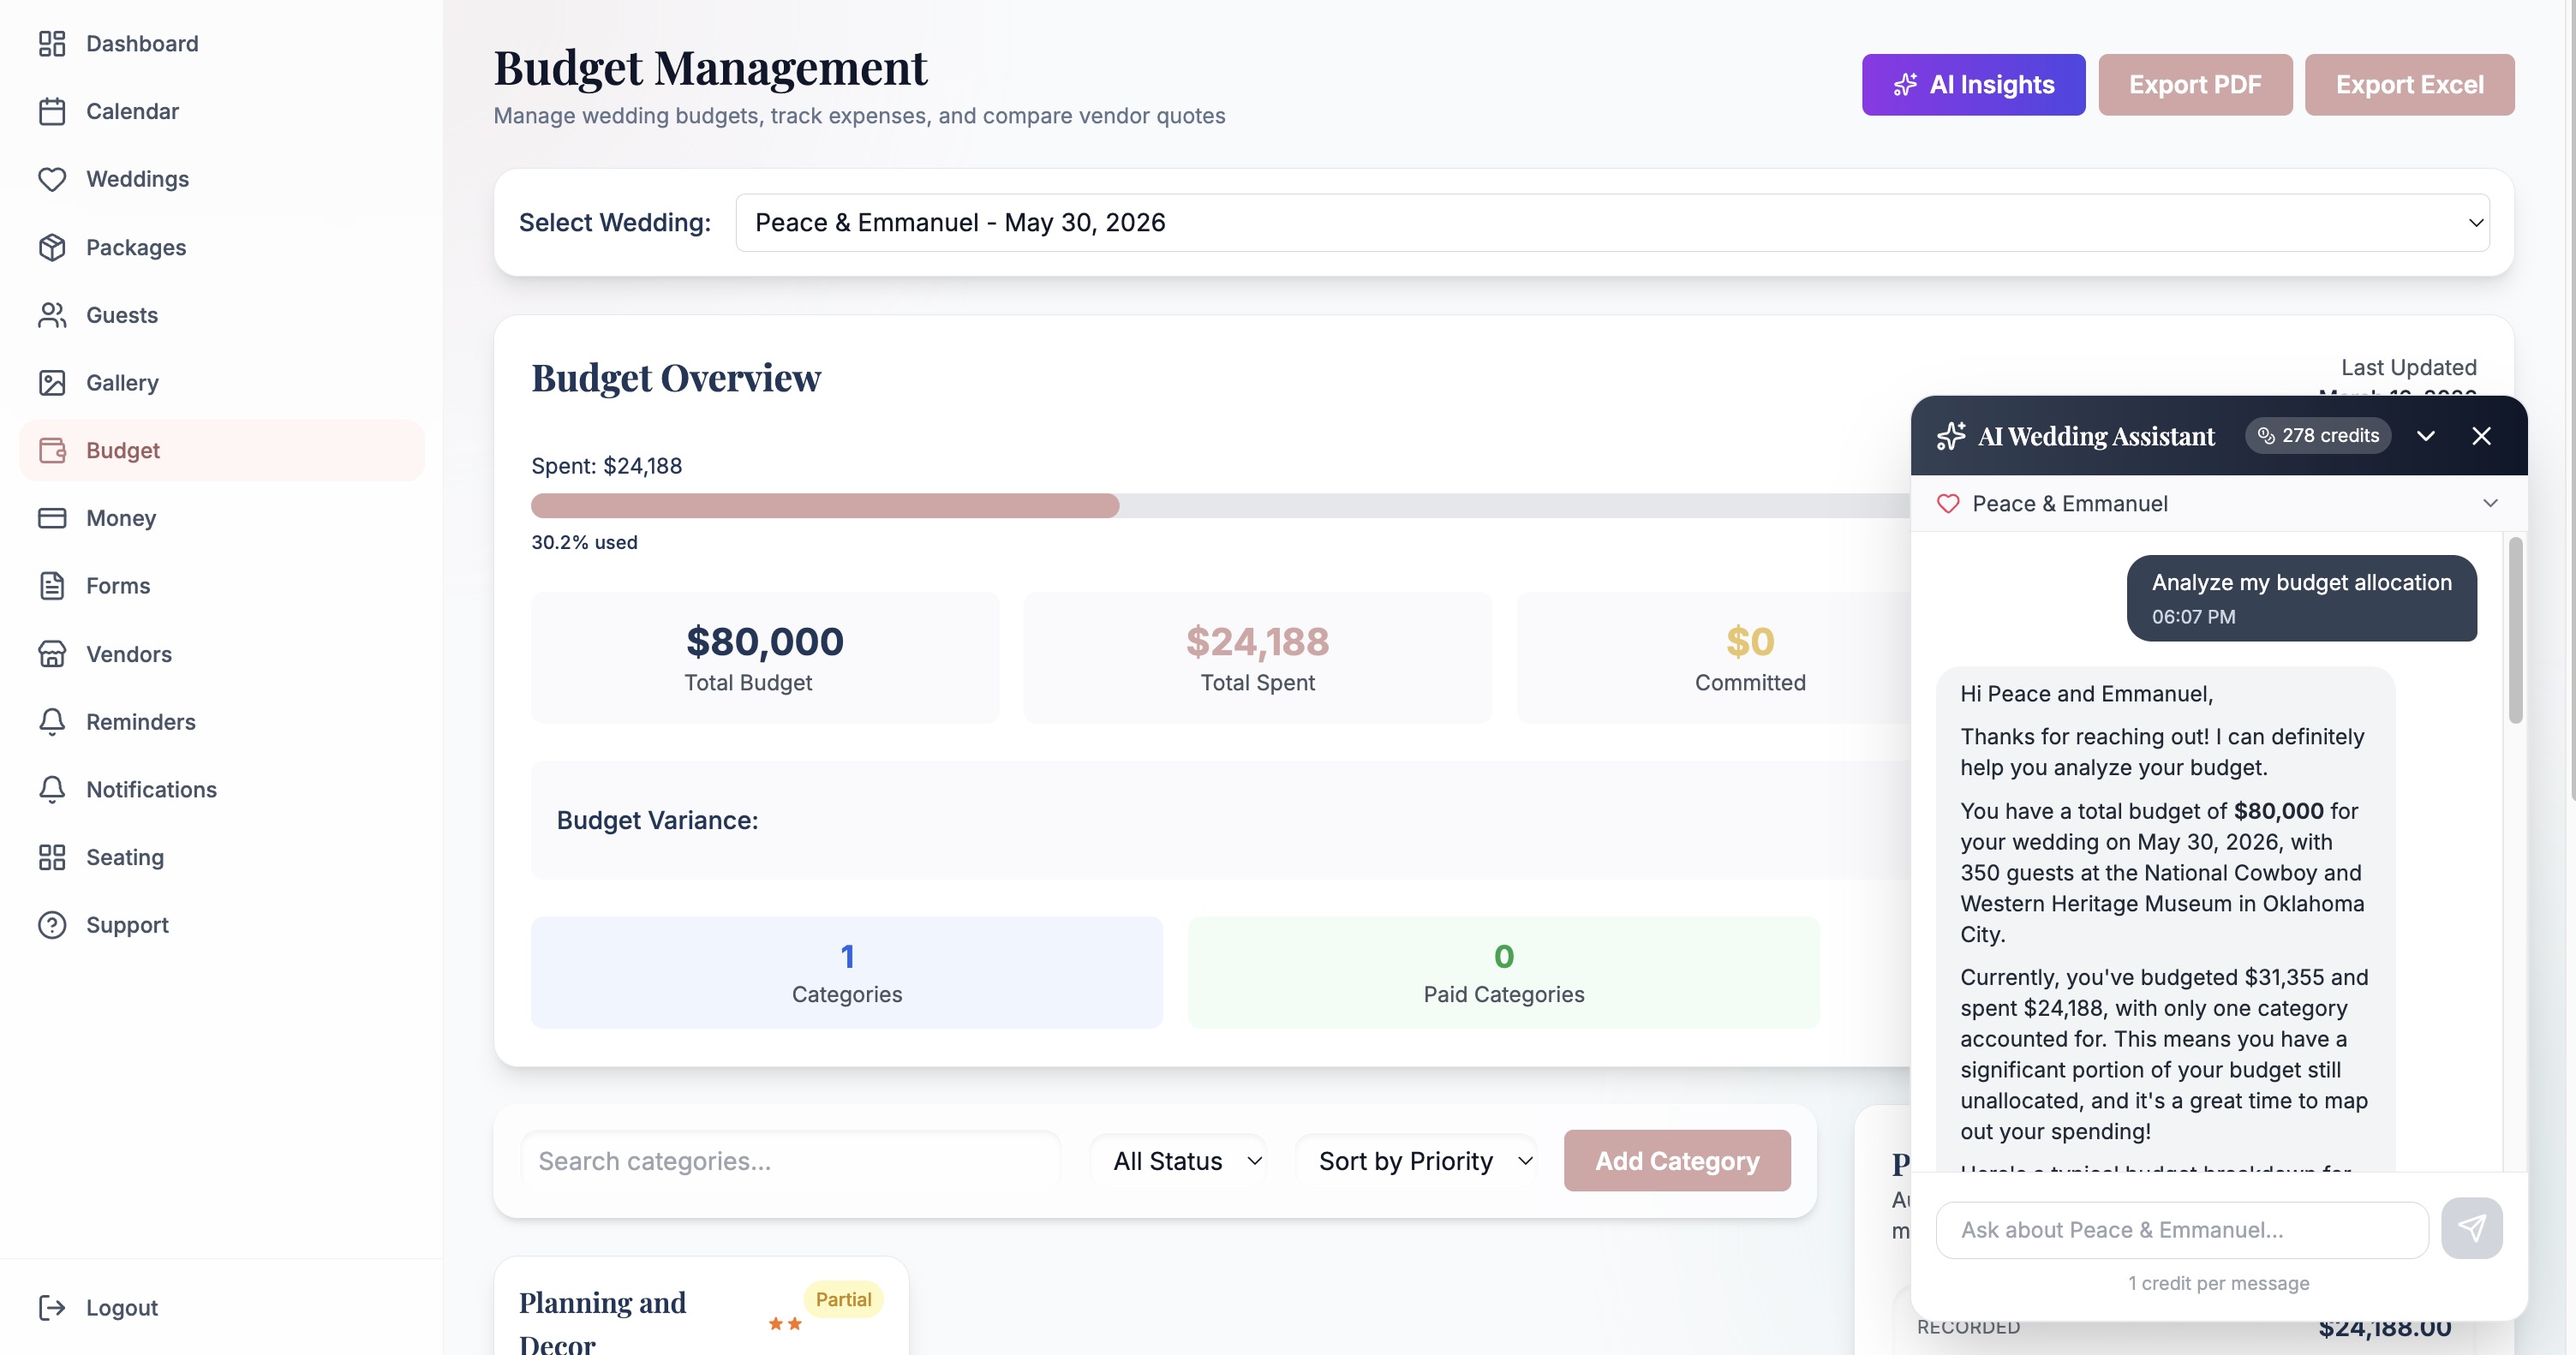 Dashboard
Calendar
Weddings
Packages
Guests
Gallery
Budget
Money
Forms
Vendors
Reminders
Notifications
Seating
Support
Logout
Budget Management
Manage wedding budgets, track expenses, and compare vendor quotes
AI Insights
Export PDF
Export Excel
Select Wedding:
Peace & Emmanuel - May 30, 2026
Budget Overview
Last Updated
Spent: $24,188
30.2% used
$80,000
Total Budget
$24,188
Total Spent
$0
Committed
Budget Variance:
1
Categories
0
Paid Categories
Search categories...
All Status
Sort by Priority
Add Category
Planning and
Decor
Partial
RECORDED
$24,188.00
AI Wedding Assistant
278 credits
Peace & Emmanuel
Analyze my budget allocation
06:07 PM
Hi Peace and Emmanuel,
Thanks for reaching out! I can definitely
help you analyze your budget.
You have a total budget of $80,000 for
your wedding on May 30, 2026, with
350 guests at the National Cowboy and
Western Heritage Museum in Oklahoma
City.
Currently, you've budgeted $31,355 and
spent $24,188, with only one category
accounted for. This means you have a
significant portion of your budget still
unallocated, and it's a great time to map
out your spending!
Here's a typical budget breakdown for
Ask about Peace & Emmanuel...
1 credit per message